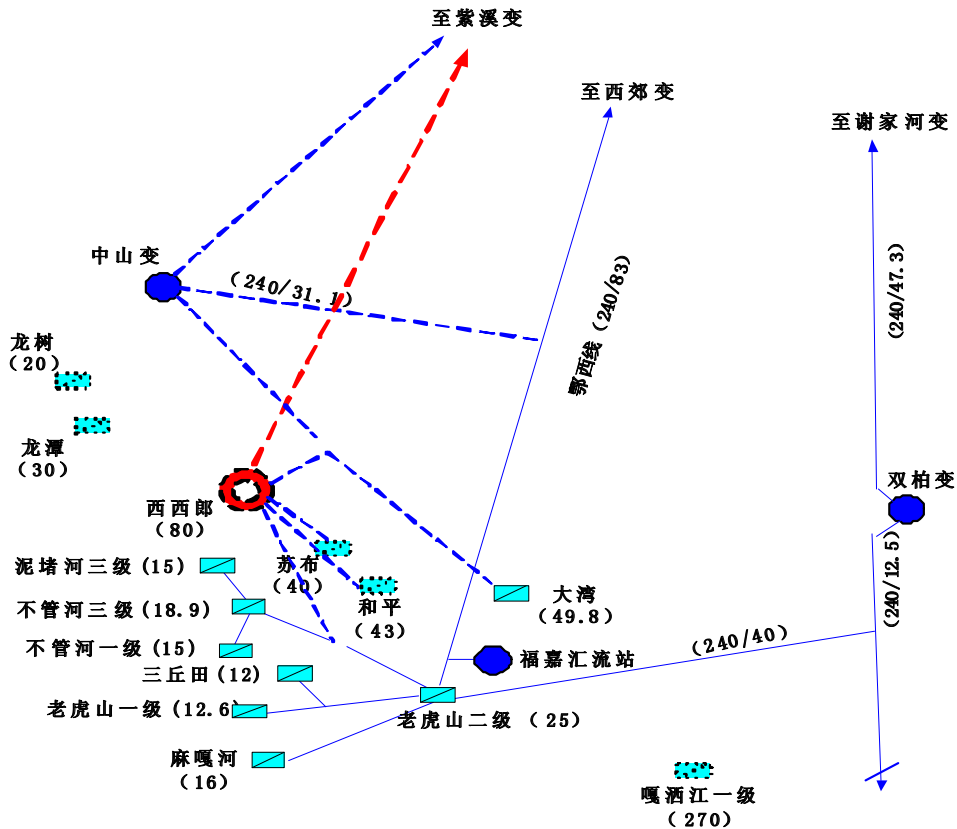 至紫溪变
至西郊变
至谢家河变
中山变
(240/31.1)
鄂西线 (240/83)
(240/47.3)
龙树
(20)
龙潭
(30)
西西郎
(80)
双柏变
泥堵河三级 (15)
苏布
(40)
不管河三级 (18.9)
和平
(43)
大湾
(49.8)
(240/12.5)
不管河一级 (15)
(240/40)
福嘉汇流站
三丘田 (12)
老虎山一级 (12.6)
老虎山二级 (25)
麻嘎河
(16)
嘎洒江一级
(270)